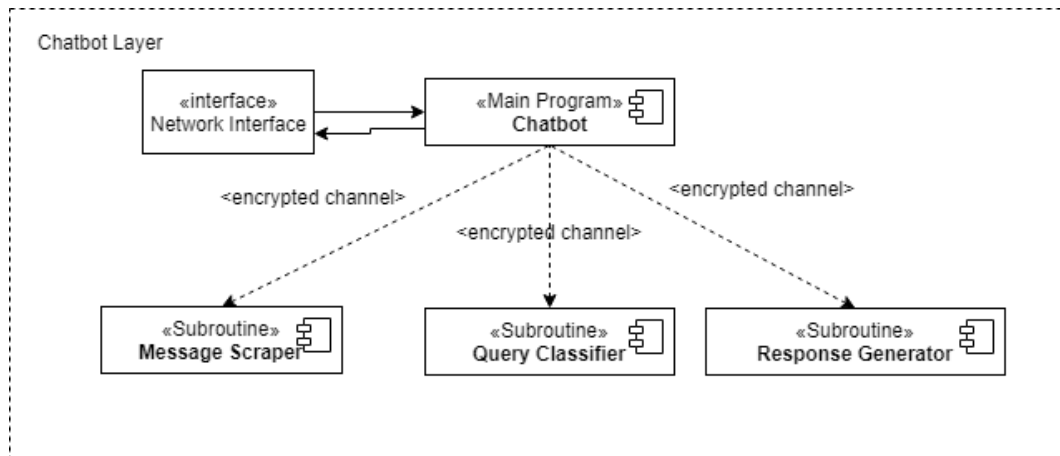 Chatbot Layer
«interface»
Network Interface
«Main Program»
Chatbot
<encrypted channel>
<encrypted channel>
<encrypted channel>
«Subroutine»
Message Scraper
«Subroutine»
Query Classifier
«Subroutine»
Response Generator